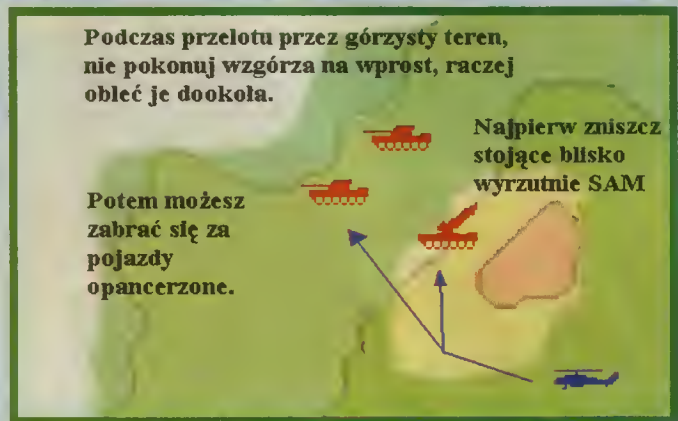 Podczas przelotu przez górzysty teren,
nie pokonuj wzgórza na wprost, raczej
obleć je dookoła.
Najpierw zniszcz
stojące blisko
wyrzutnie SAM
Potem możesz
zabrać się za
pojazdy
opancerzone.